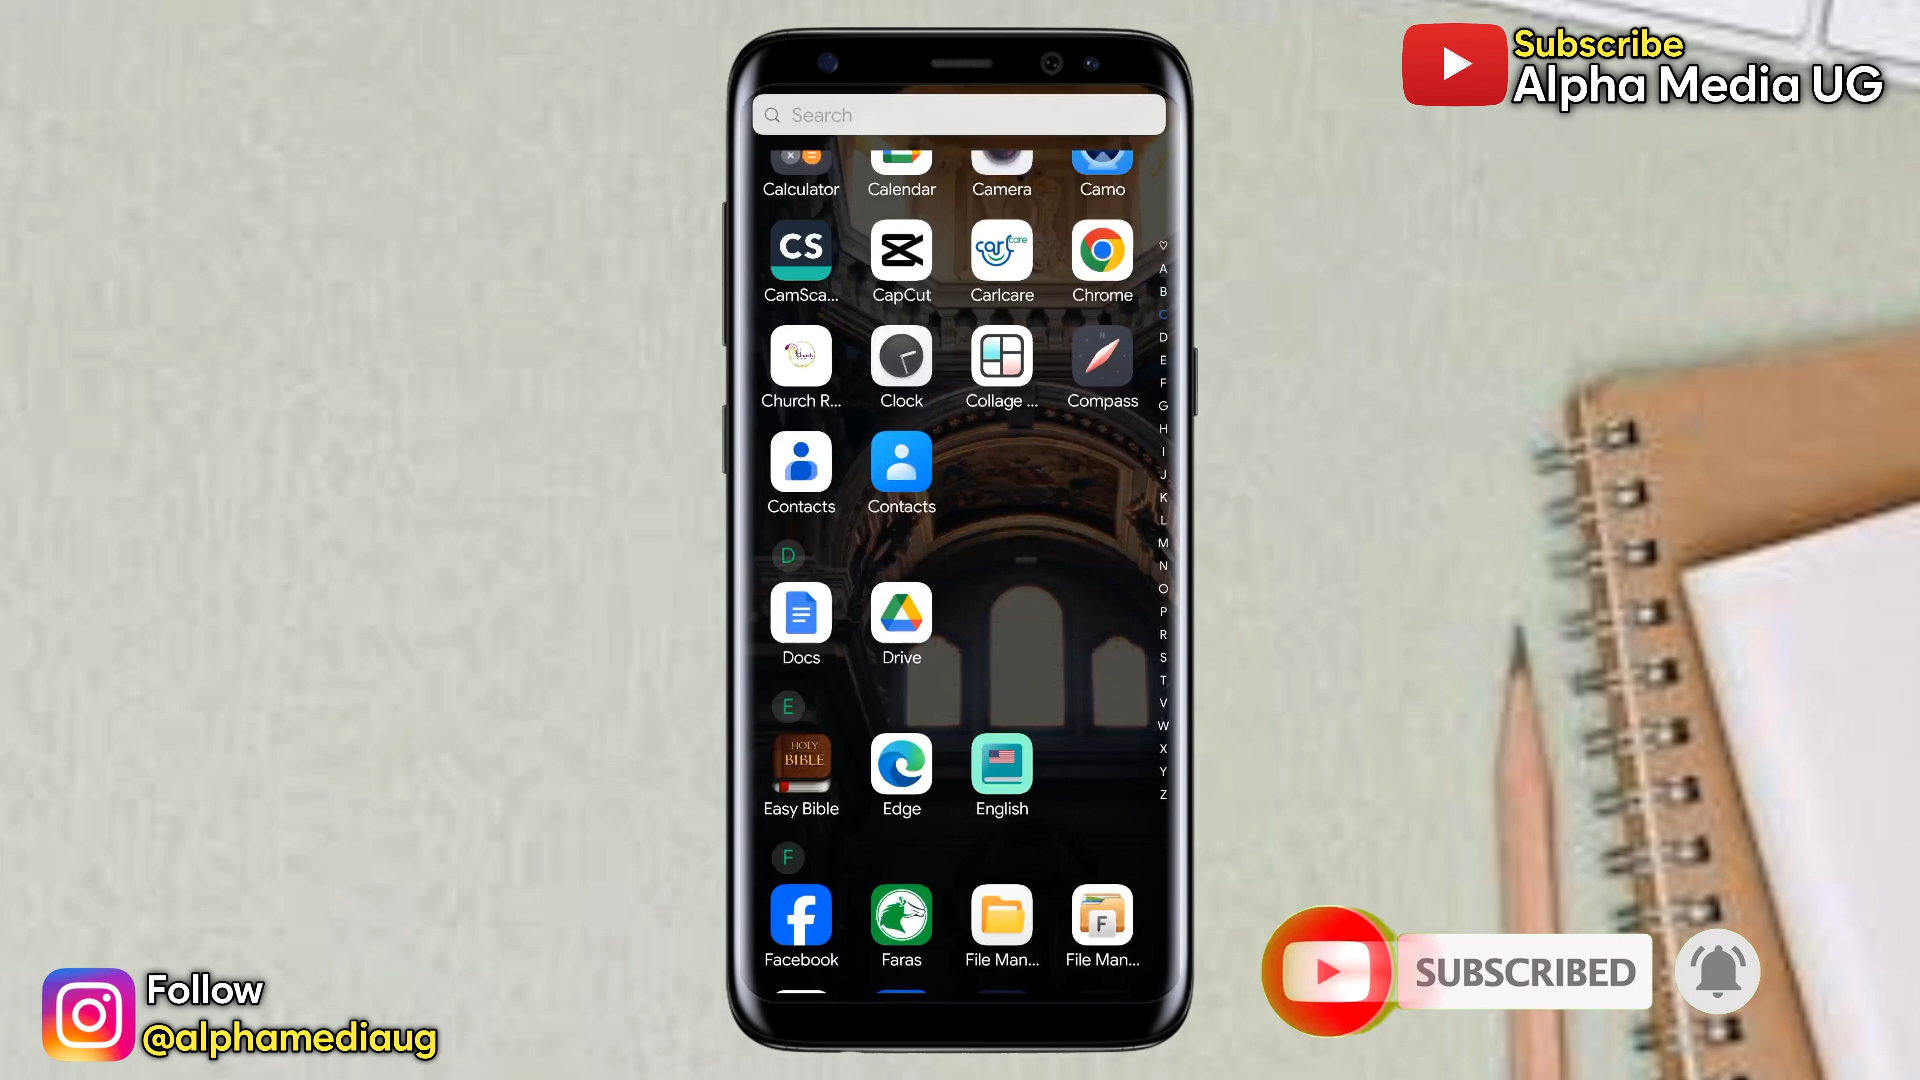 Subscribe
Alpha Media UG
Search
Calculator Calendar Camera Camo
CS
CarlCare
CamSca... CapCut Carlcare Chrome
Church R... Clock Collage ... Compass
Contacts Contacts
D
Docs Drive
E
HOLY
BIBLE
Easy Bible Edge English
F
F
Facebook Faras File Man... File Man...
♡
A
B
C
D
E
F
G
H
I
J
K
L
M
N
O
P
R
S
T
V
W
X
Y
Z
SUBSCRIBED
Follow
@alphamediaug